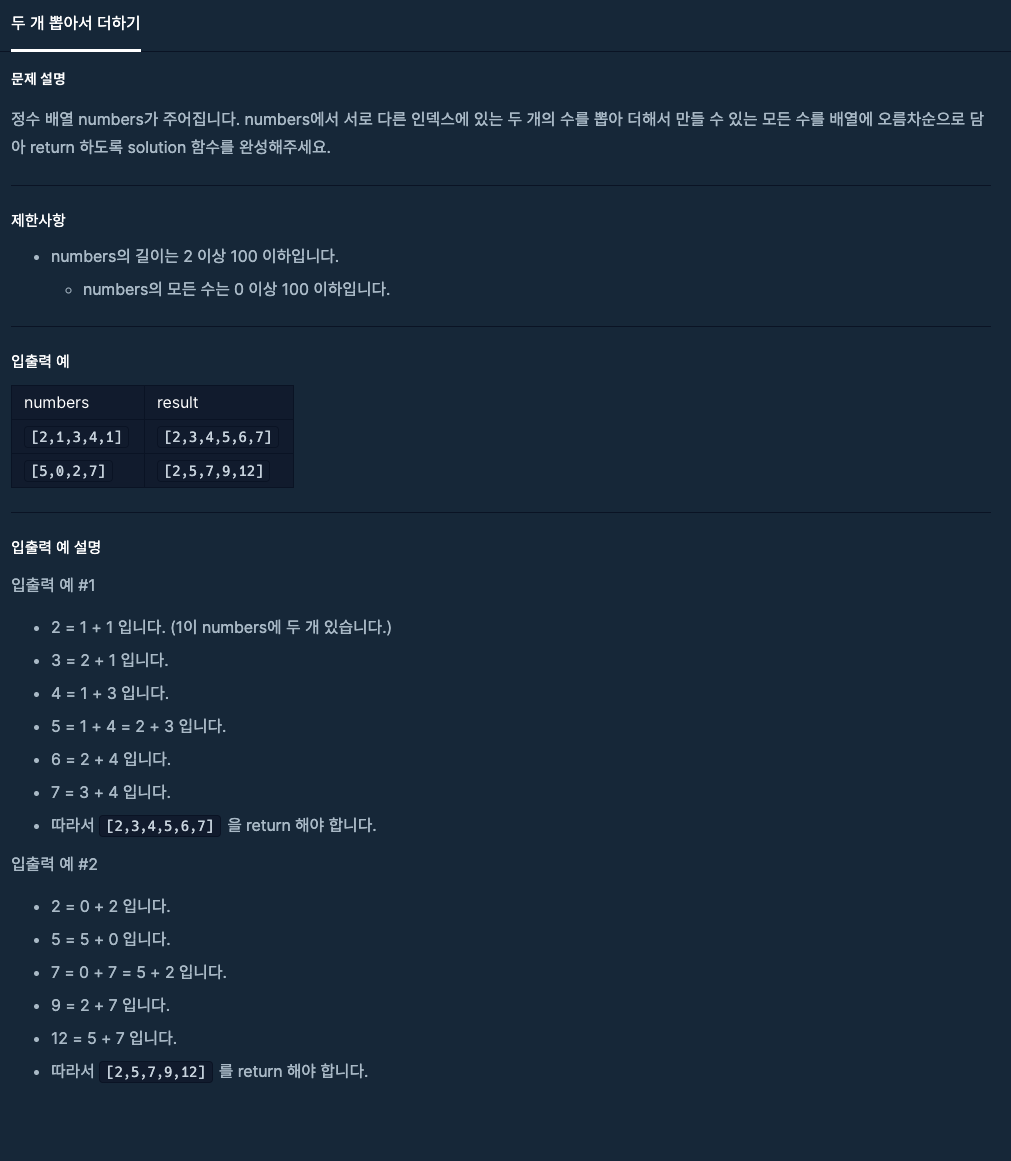 두 개 뽑아서 더하기
문제 설명
정수 배열 numbers가 주어집니다. numbers에서 서로 다른 인덱스에 있는 두 개의 수를 뽑아 더해서 만들 수 있는 모든 수를 배열에 오름차순으로 담
아 return 하도록 solution 함수를 완성해주세요.
제한사항
• numbers의 길이는 2 이상 100 이하입니다.
◦ numbers의 모든 수는 0 이상 100 이하입니다.
입출력 예
numbers result
[2,1,3,4,1] [2,3,4,5,6,7]
[5,0,2,7] [2,5,7,9,12]
입출력 예 설명
입출력 예 #1
• 2 = 1 + 1 입니다. (1이 numbers에 두 개 있습니다.)
• 3 = 2 + 1 입니다.
• 4 = 1 + 3 입니다.
• 5 = 1 + 4 = 2 + 3 입니다.
• 6 = 2 + 4 입니다.
• 7 = 3 + 4 입니다.
• 따라서 [2,3,4,5,6,7] 을 return 해야 합니다.
입출력 예 #2
• 2 = 0 + 2 입니다.
• 5 = 5 + 0 입니다.
• 7 = 0 + 7 = 5 + 2 입니다.
• 9 = 2 + 7 입니다.
• 12 = 5 + 7 입니다.
• 따라서 [2,5,7,9,12] 를 return 해야 합니다.